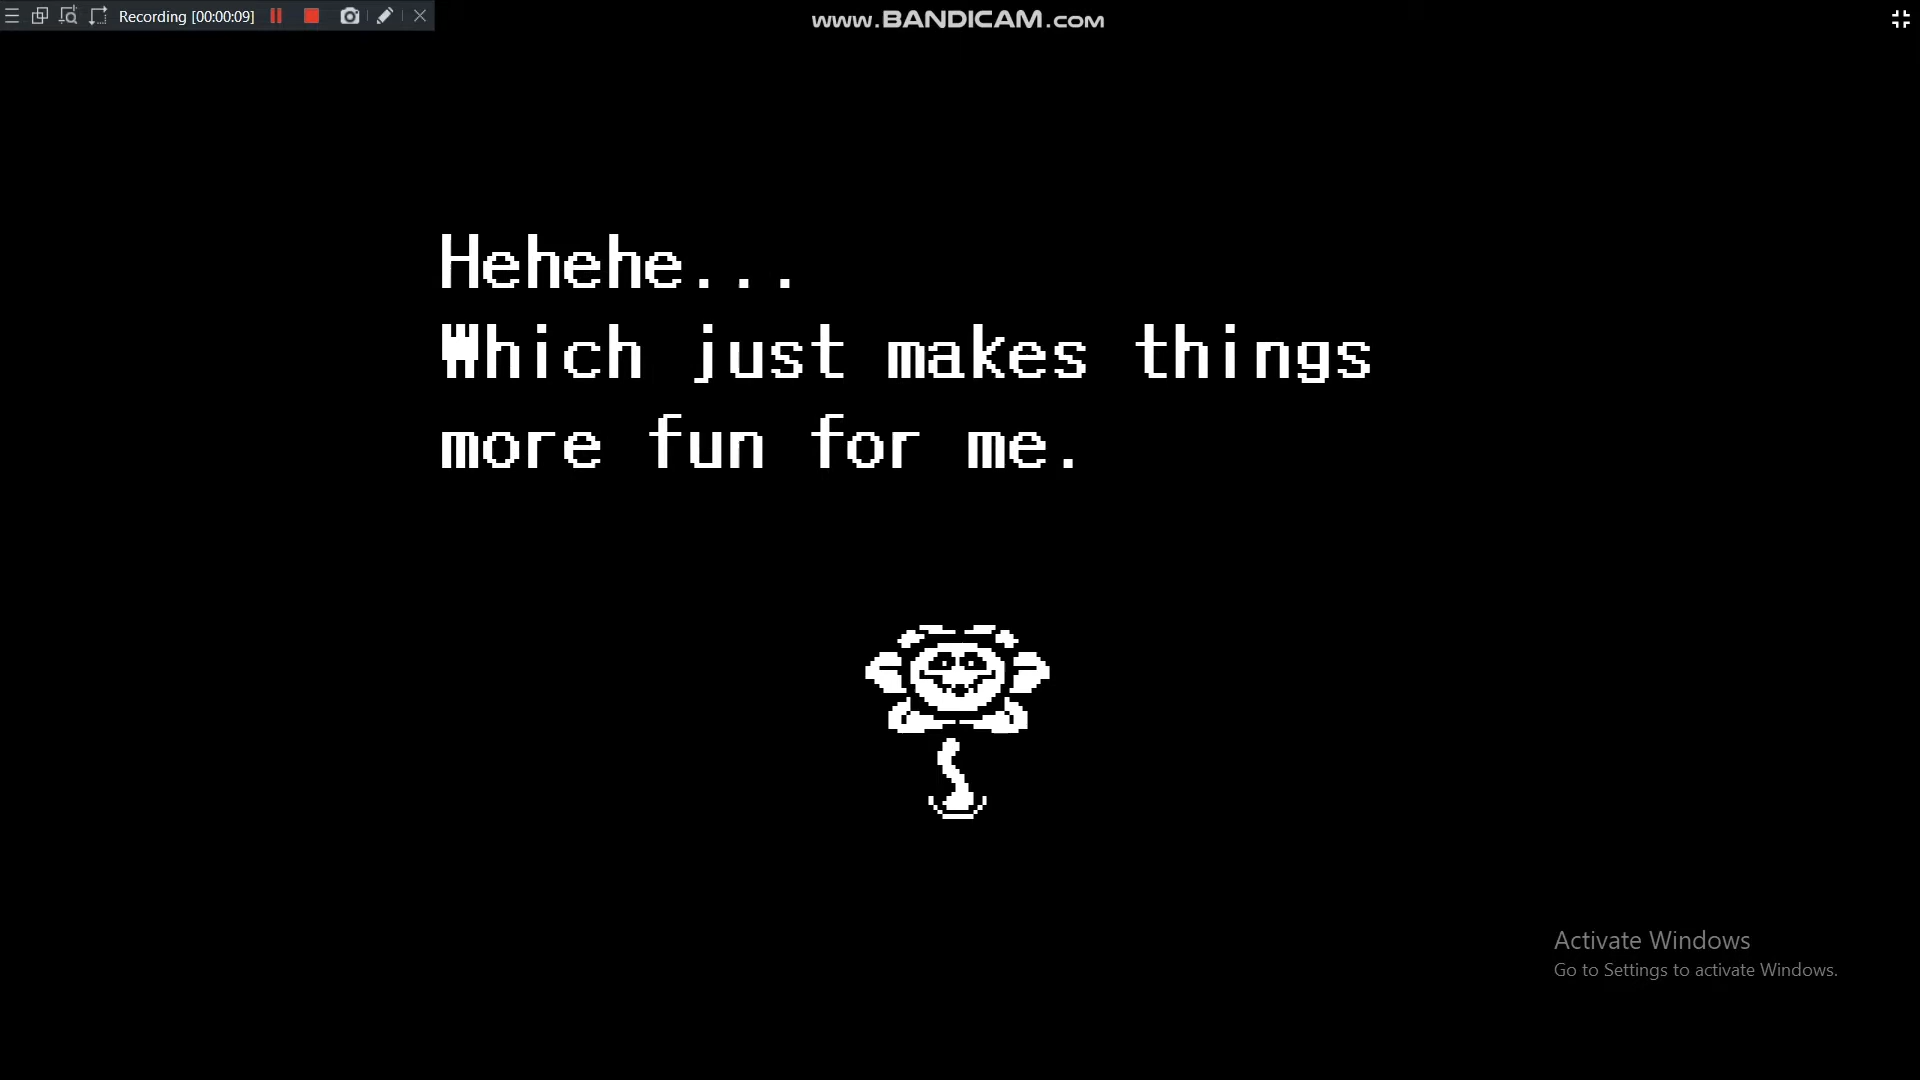 Recording [00:00:09]
www.BANDICAM.com
Hehehe...
Which just makes things
more fun for me.
Activate Windows
Go to Settings to activate Windows.